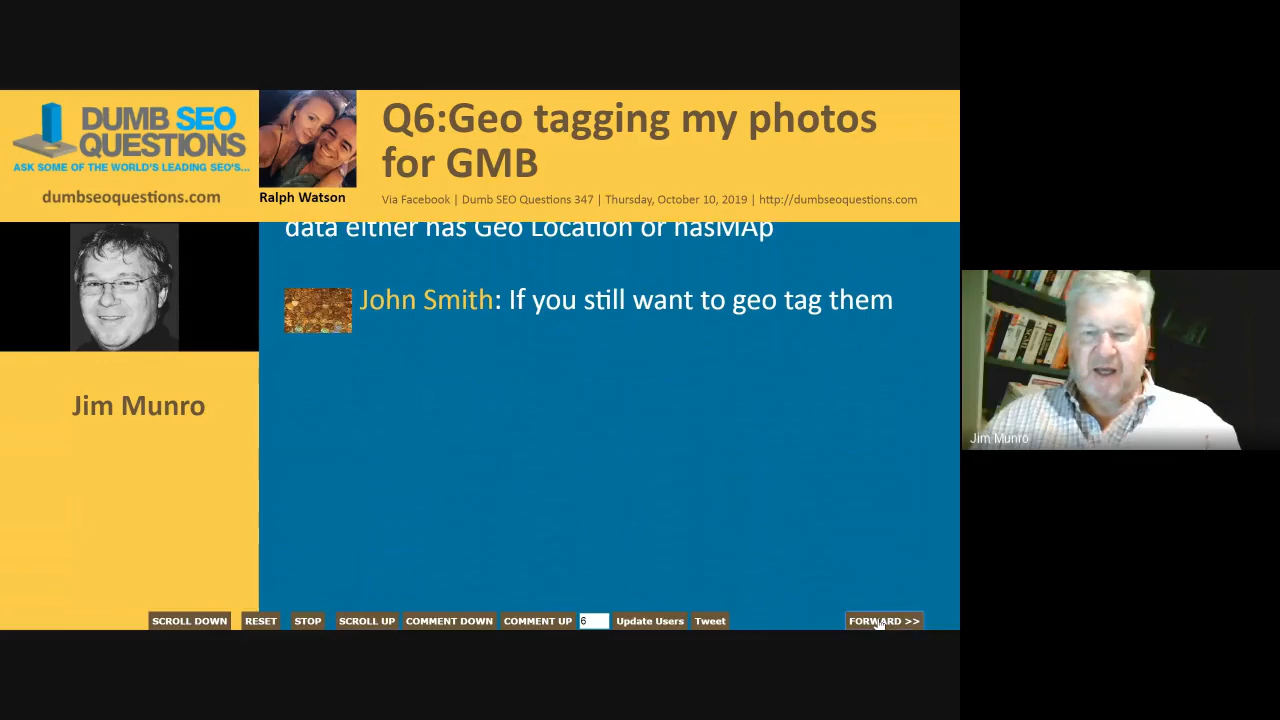 DUMB SEO
QUESTIONS
ASK SOME OF THE WORLD'S LEADING SEO'S...
dumbseoquestions.com
Ralph Watson
Q6:Geo tagging my photos
for GMB
Via Facebook | Dumb SEO Questions 347 | Thursday, October 10, 2019 | http://dumbseoquestions.com
data either has Geo Location or hasMAp
John Smith: If you still want to geo tag them
Jim Munro
Jim Munro
SCROLL DOWN RESET STOP SCROLL UP COMMENT DOWN COMMENT UP 6 Update Users Tweet FORWARD >>